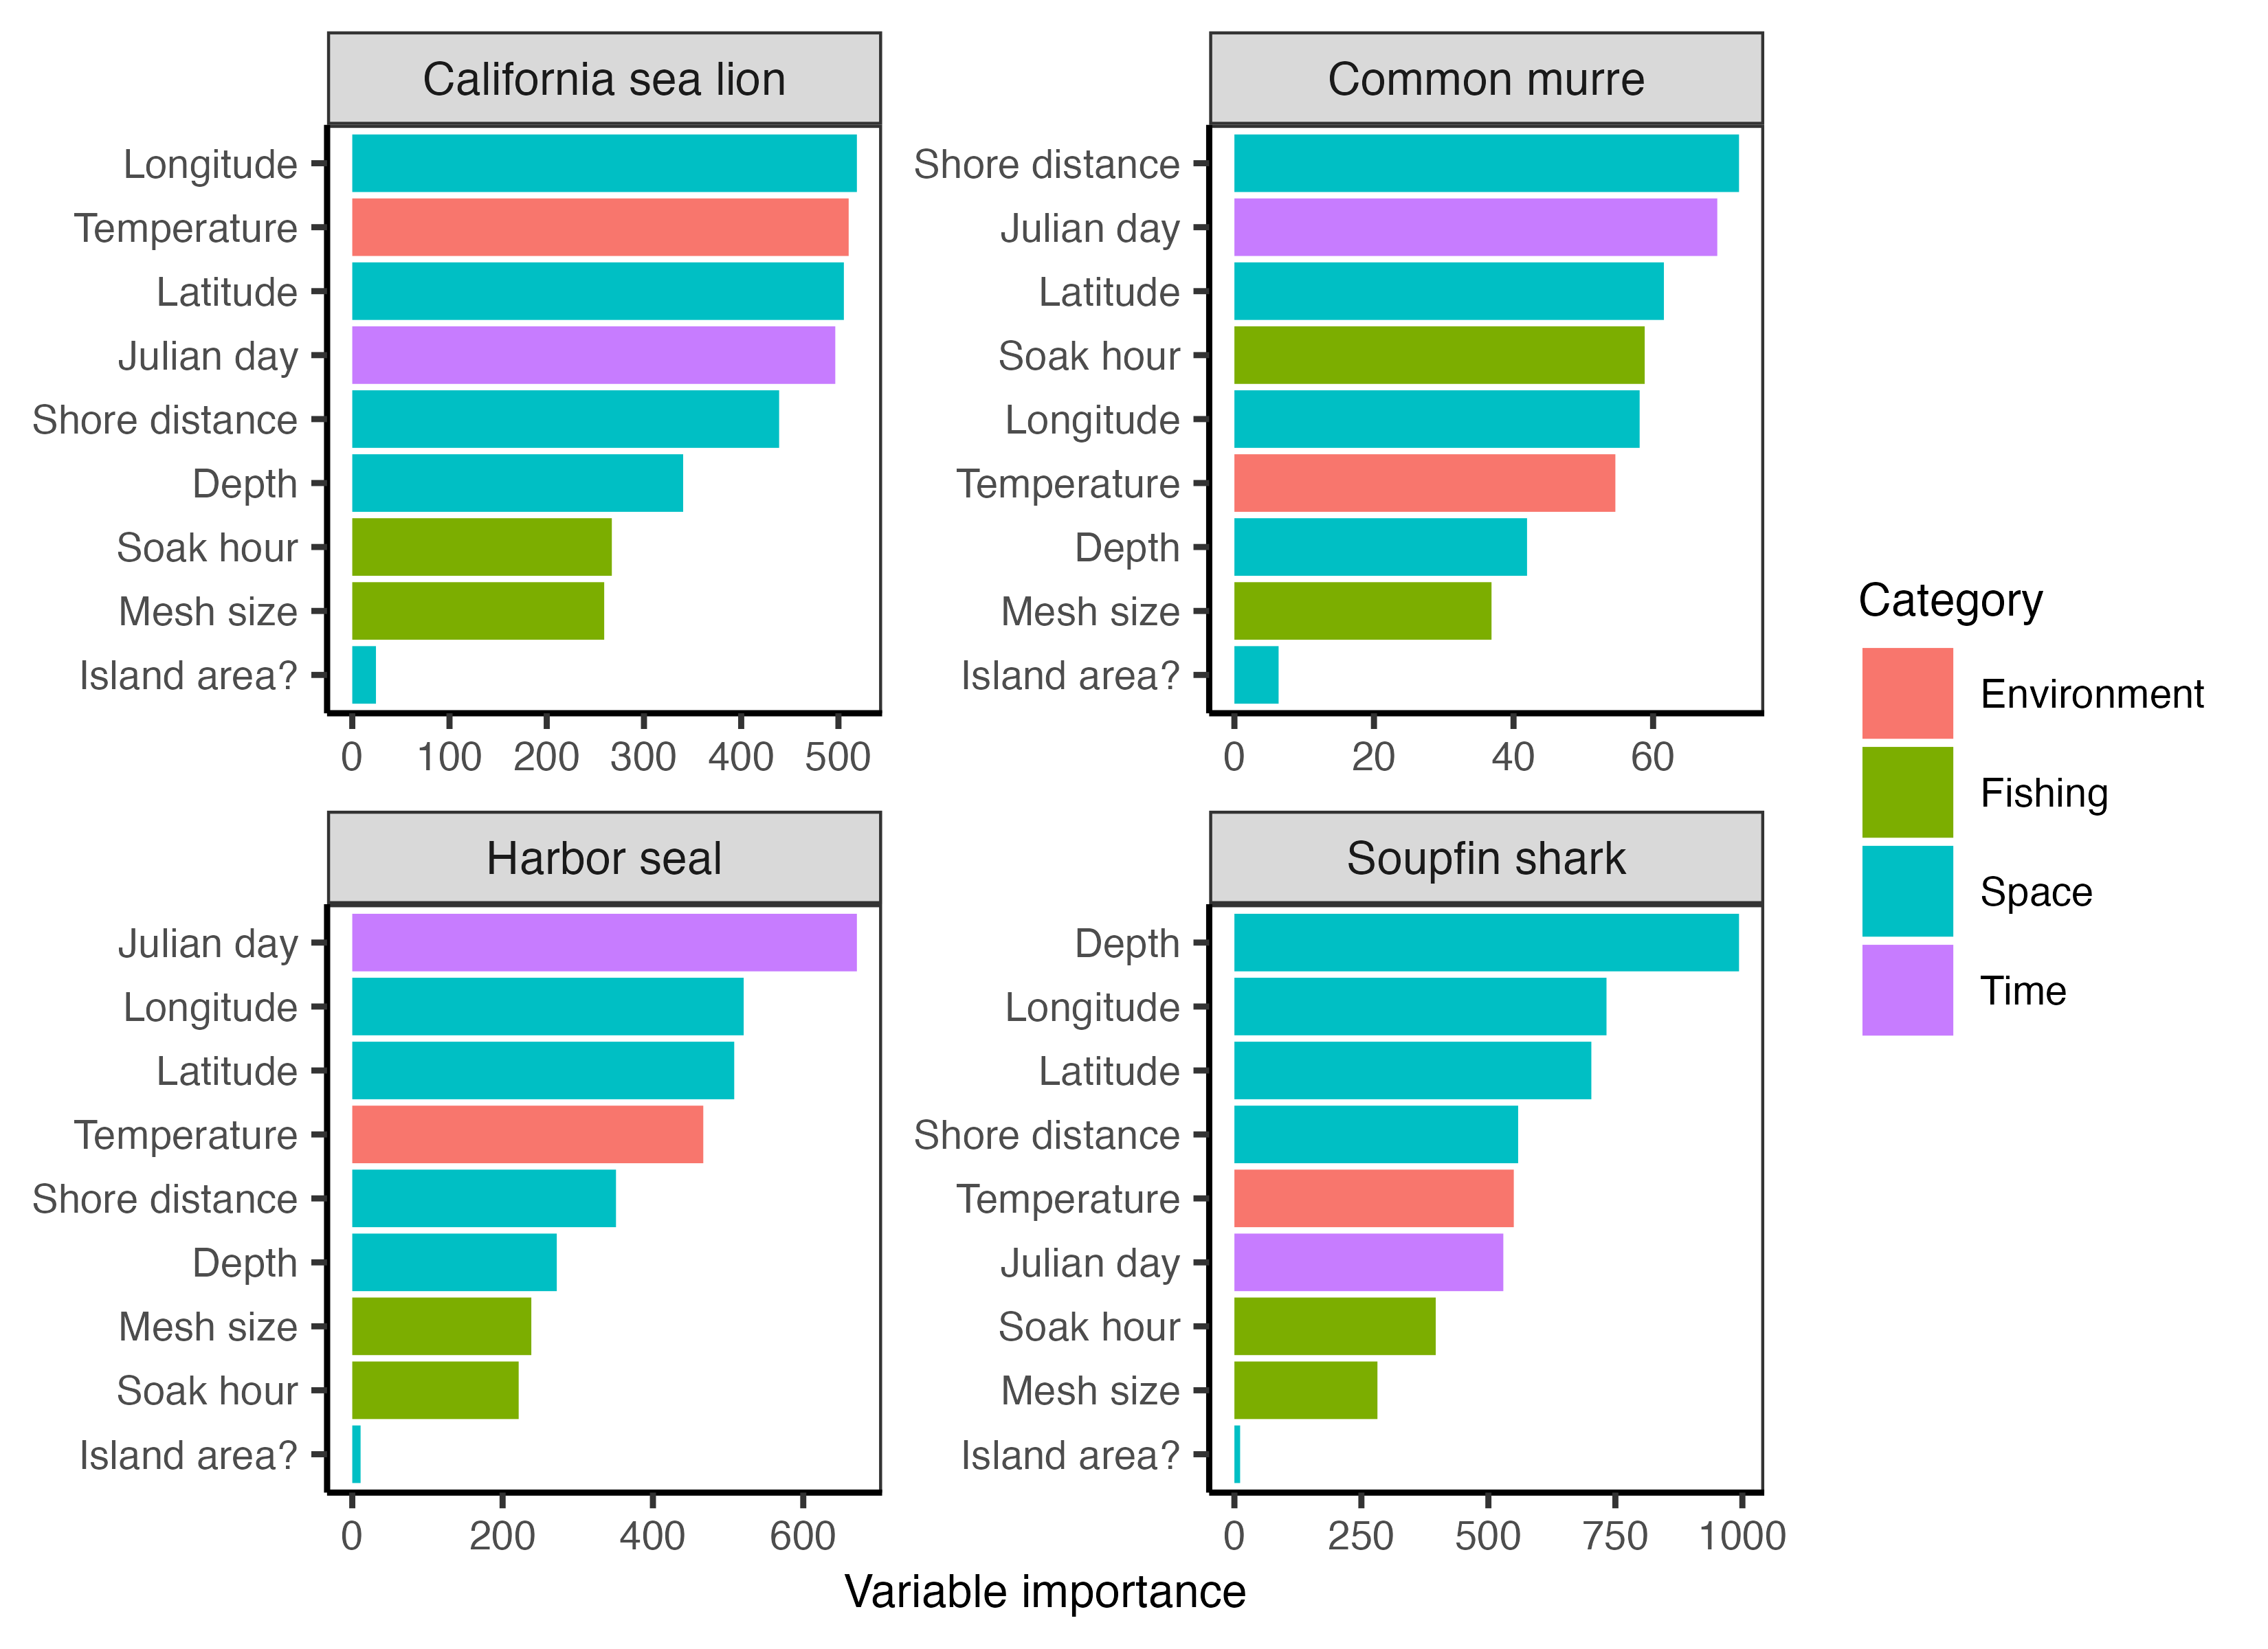 California sea lion
Longitude
Temperature
Latitude
Julian day
Shore distance
Depth
Soak hour
Mesh size
Island area?
0 100 200 300 400 500
Common murre
Shore distance
Julian day
Latitude
Soak hour
Longitude
Temperature
Depth
Mesh size
Island area?
0 20 40 60
Harbor seal
Julian day
Longitude
Latitude
Temperature
Shore distance
Depth
Mesh size
Soak hour
Island area?
0 200 400 600
Soupfin shark
Depth
Longitude
Latitude
Shore distance
Temperature
Julian day
Soak hour
Mesh size
Island area?
0 250 500 750 1000
Variable importance
Category
Environment
Fishing
Space
Time